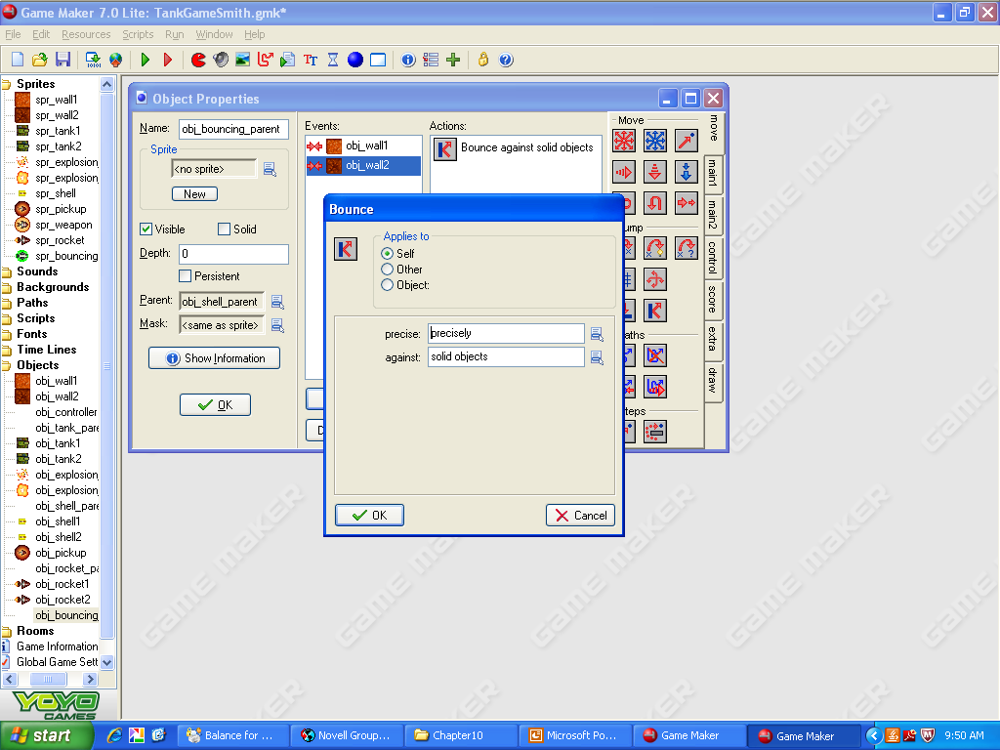 Game Maker 7.0 Lite: TankGameSmith.gmk*
File Edit Resources Scripts Run Window Help
Sprites
spr_wall1
spr_wall2
spr_tank1
spr_tank2
spr_explosion
spr_explosion
spr_shell
spr_pickup
spr_weapon
spr_rocket
spr_bouncing
Sounds
Backgrounds
Paths
Scripts
Fonts
Time Lines
Objects
obj_wall1
obj_wall2
obj_controller
obj_tank_pare
obj_tank1
obj_tank2
obj_explosion
obj_explosion
obj_shell_pare
obj_shell1
obj_shell2
obj_pickup
obj_rocket_pa
obj_rocket1
obj_rocket2
obj_bouncing
Rooms
Game Information
Global Game Sett
YOYO
GAMES
Object Properties
Name: obj_bouncing_parent
Sprite
<no sprite>
New
Visible Solid
Depth: 0
Persistent
Parent: obj_shell_parent
Mask: <same as sprite>
Show Information
OK
Events:
obj_wall1
obj_wall2
D
Actions:
Bounce against solid objects
Move
ump
aths
teps
move
main1
main2
control
score
extra
draw
Bounce
Applies to
Self
Other
Object:
precise: precisely
against: solid objects
OK Cancel
GAME MAKER
start
Balance for ...
Novell Group...
Chapter10
Microsoft Po...
Game Maker
Game Maker
9:50 AM